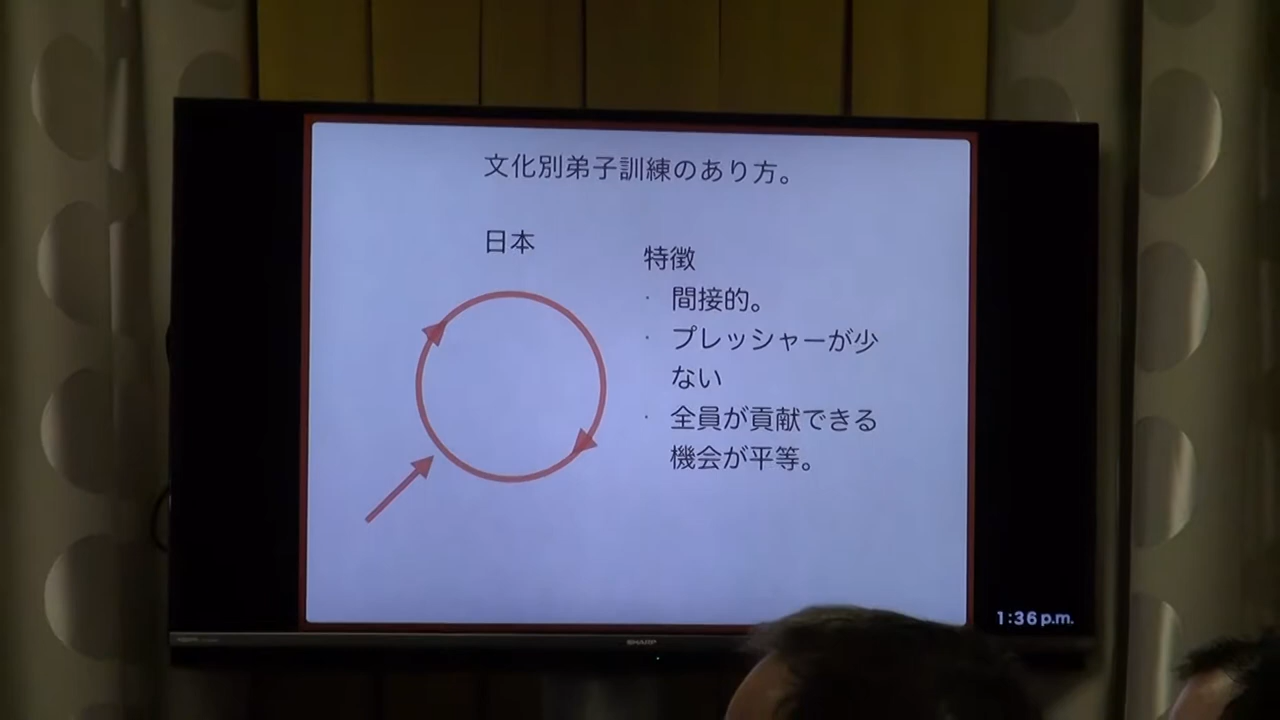 文化別弟子訓練のあり方。
日本
特徴
· 間接的。
· プレッシャーが少
ない
· 全員が貢献できる
機会が平等。
1:36 p.m.
SHARP